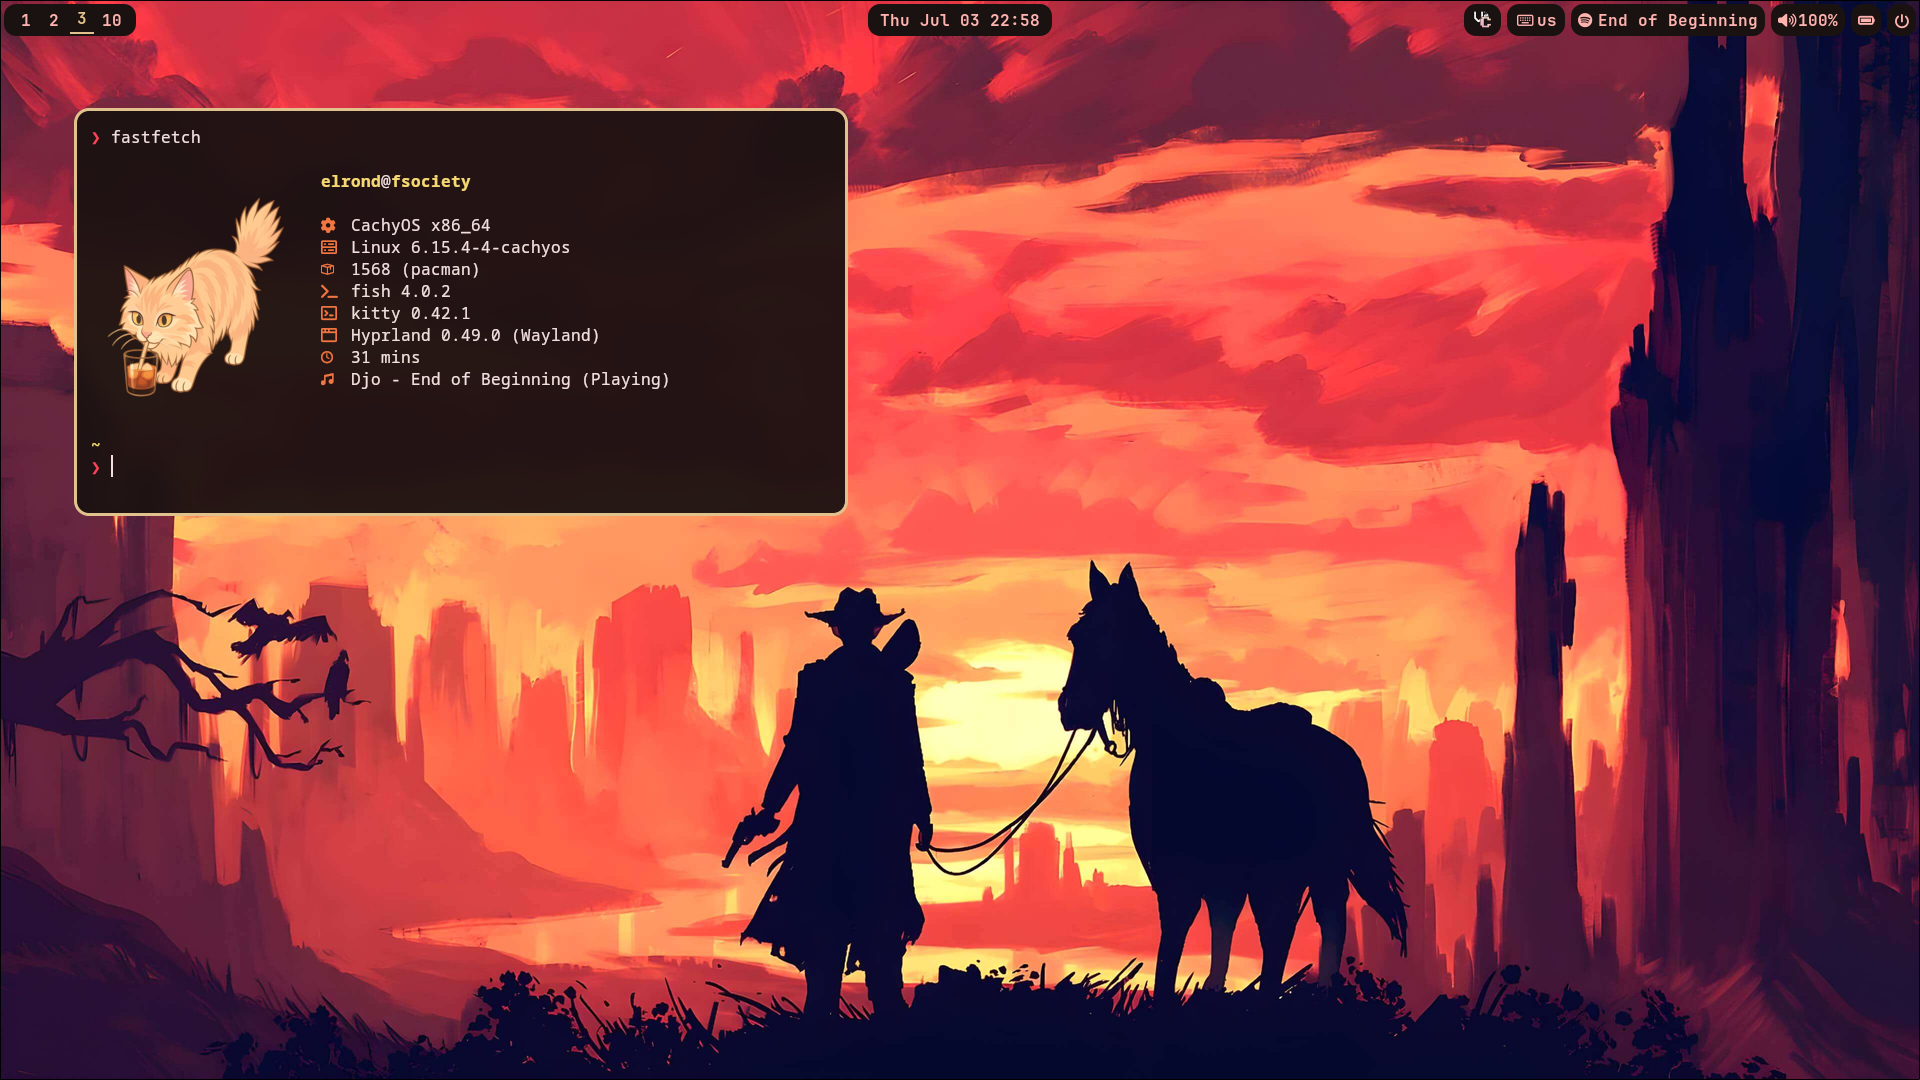 1 2 3 10
Thu Jul 03 22:58
us
End of Beginning
100%
❯ fastfetch
elrond@fsociety
CachyOS x86_64
Linux 6.15.4-4-cachyos
1568 (pacman)
fish 4.0.2
kitty 0.42.1
Hyprland 0.49.0 (Wayland)
31 mins
Djo - End of Beginning (Playing)
~
❯